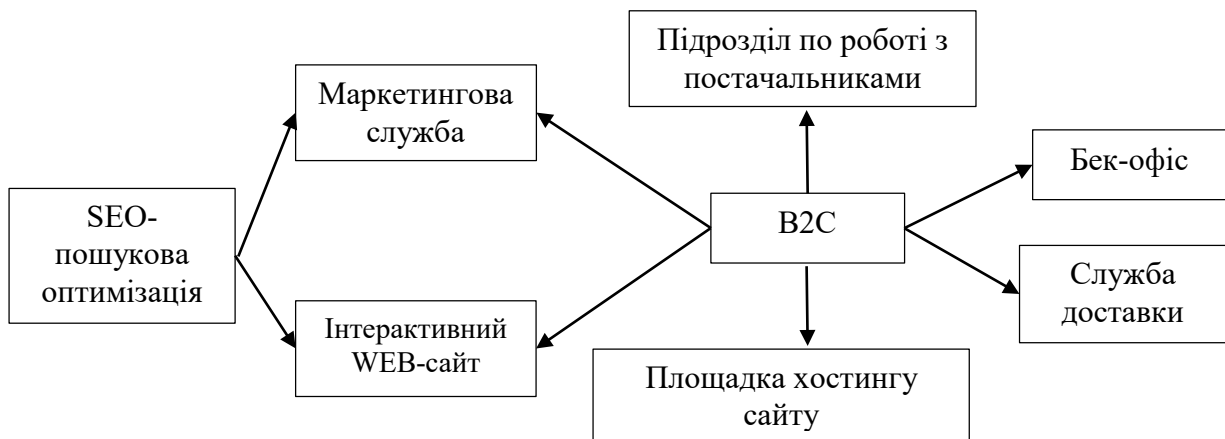 Підрозділ по роботі з
постачальниками
Маркетингова
служба
Бек-офіс
SEO-
пошукова
оптимізація
B2C
Служба
доставки
Інтерактивний
WEB-сайт
Площадка хостингу
сайту